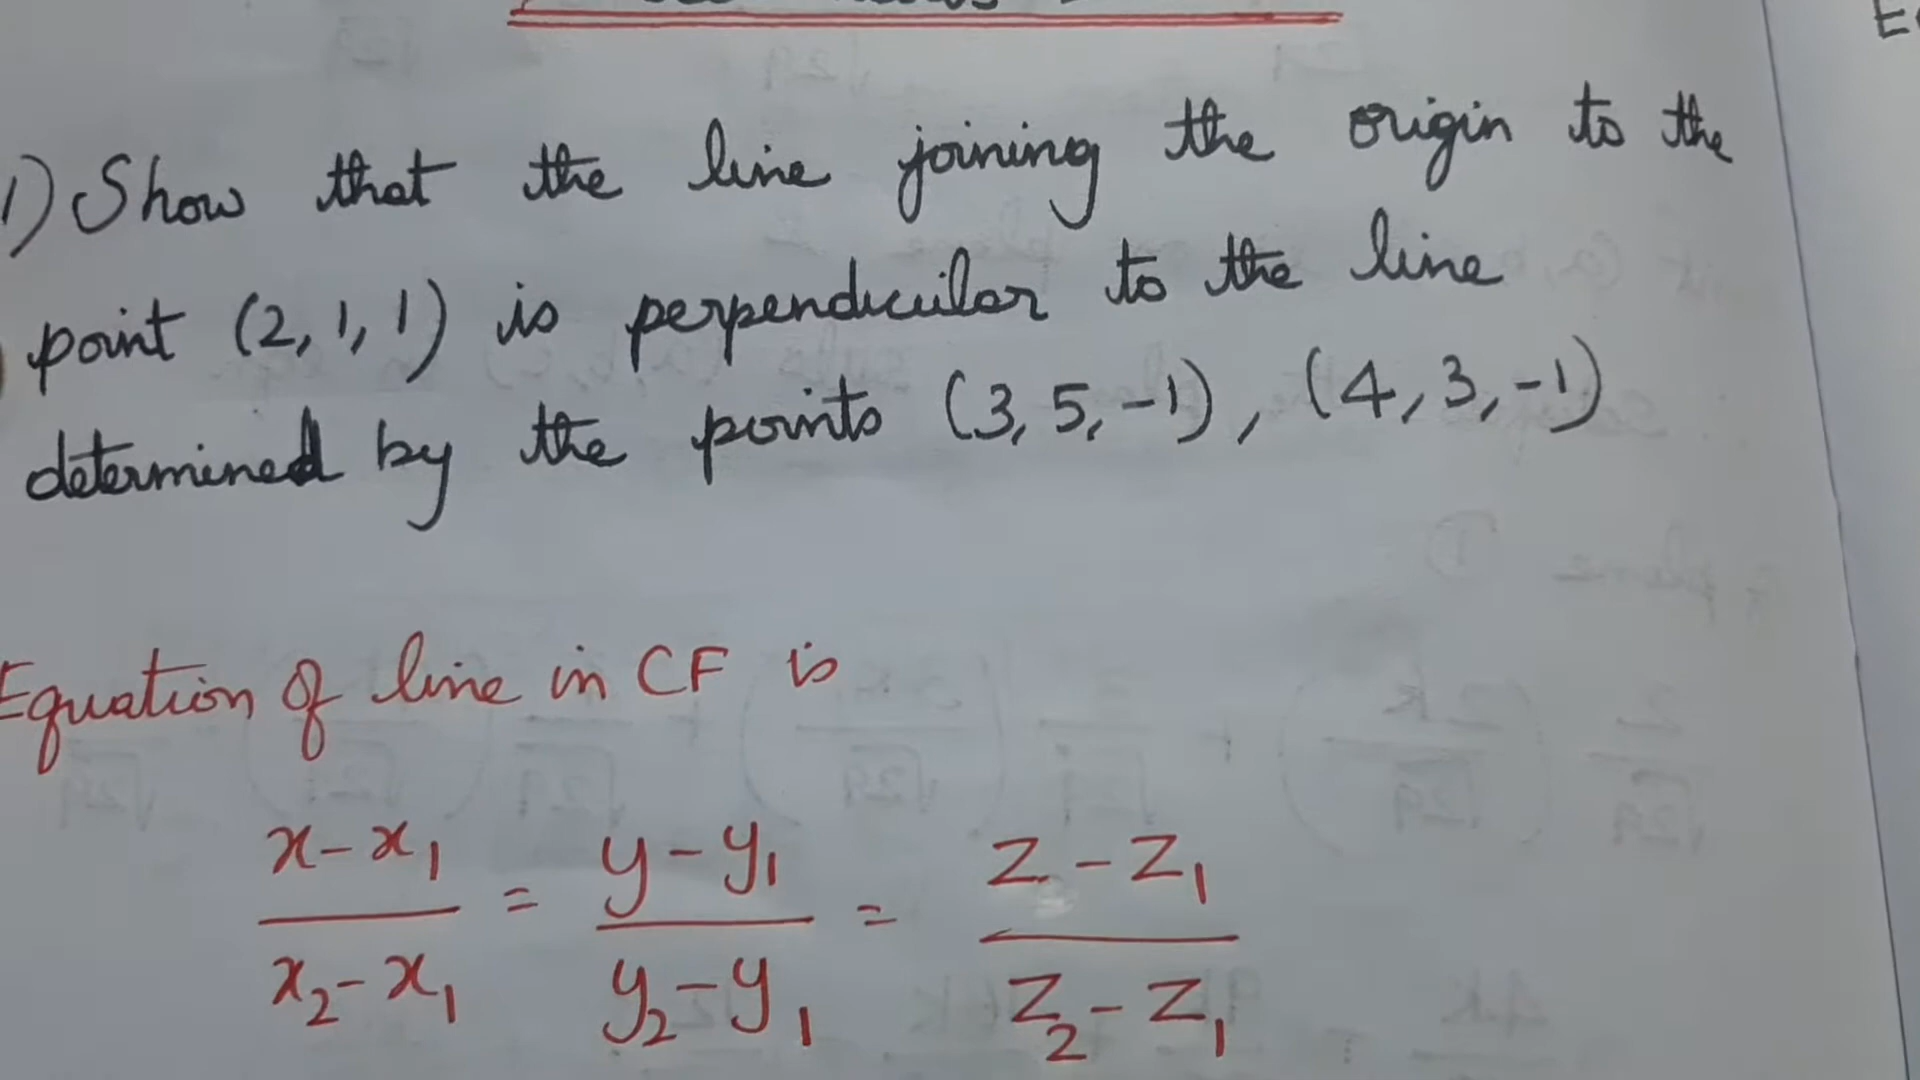 1) Show that the line joining the origin to the
point (2, 1, 1) is perpendicular to the line
determined by the points (3, 5, -1), (4, 3, -1)
Equation of line in CF is
x-x₁/x₂-x₁ = y-y₁/y₂-y₁ = z-z₁/z₂-z₁